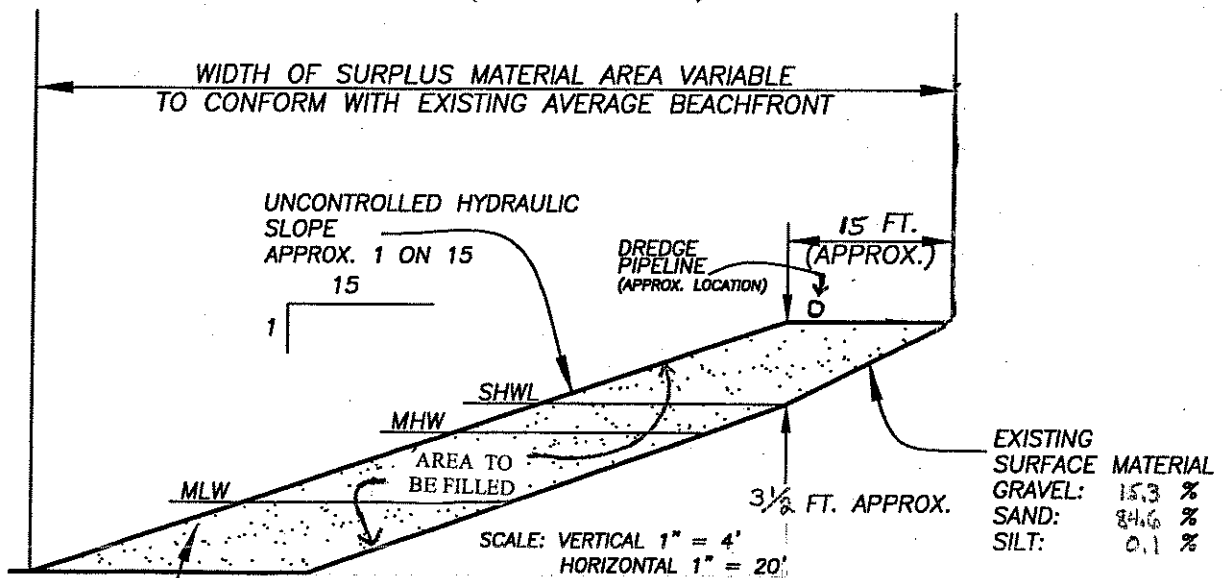 WIDTH OF SURPLUS MATERIAL AREA VARIABLE
TO CONFORM WITH EXISTING AVERAGE BEACHFRONT
UNCONTROLLED HYDRAULIC
SLOPE
APPROX. 1 ON 15
15
1
DREDGE
PIPELINE
(APPROX. LOCATION)
15 FT.
(APPROX.)
SHWL
MHW
AREA TO
BE FILLED
MLW
3 1/2 FT. APPROX.
SCALE: VERTICAL 1" = 4'
HORIZONTAL 1" = 20'
EXISTING
SURFACE MATERIAL
GRAVEL: 15.3 %
SAND: 84.6 %
SILT: 0.1 %